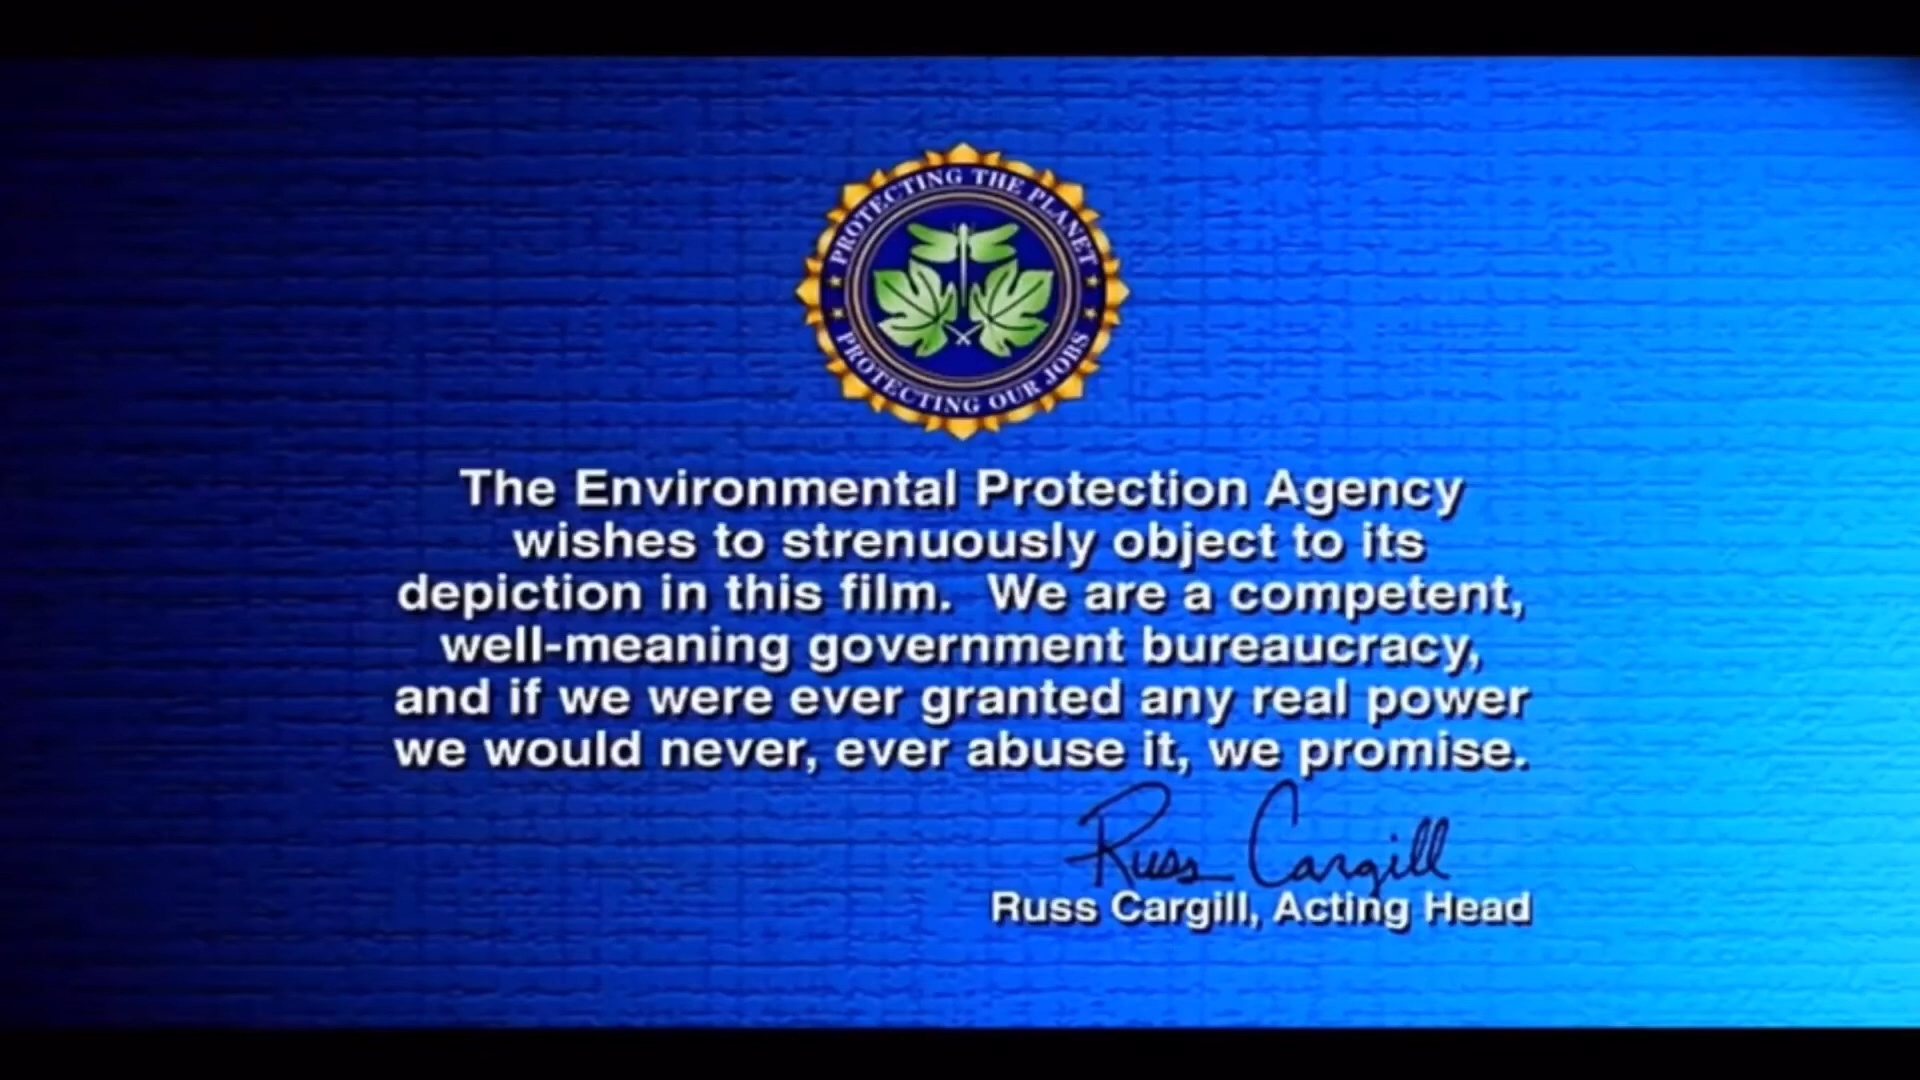 PROTECTING THE PLANET
PROTECTING OUR JOBS
The Environmental Protection Agency
wishes to strenuously object to its
depiction in this film.  We are a competent,
well-meaning government bureaucracy,
and if we were ever granted any real power
we would never, ever abuse it, we promise.
Russ Cargill
Russ Cargill, Acting Head